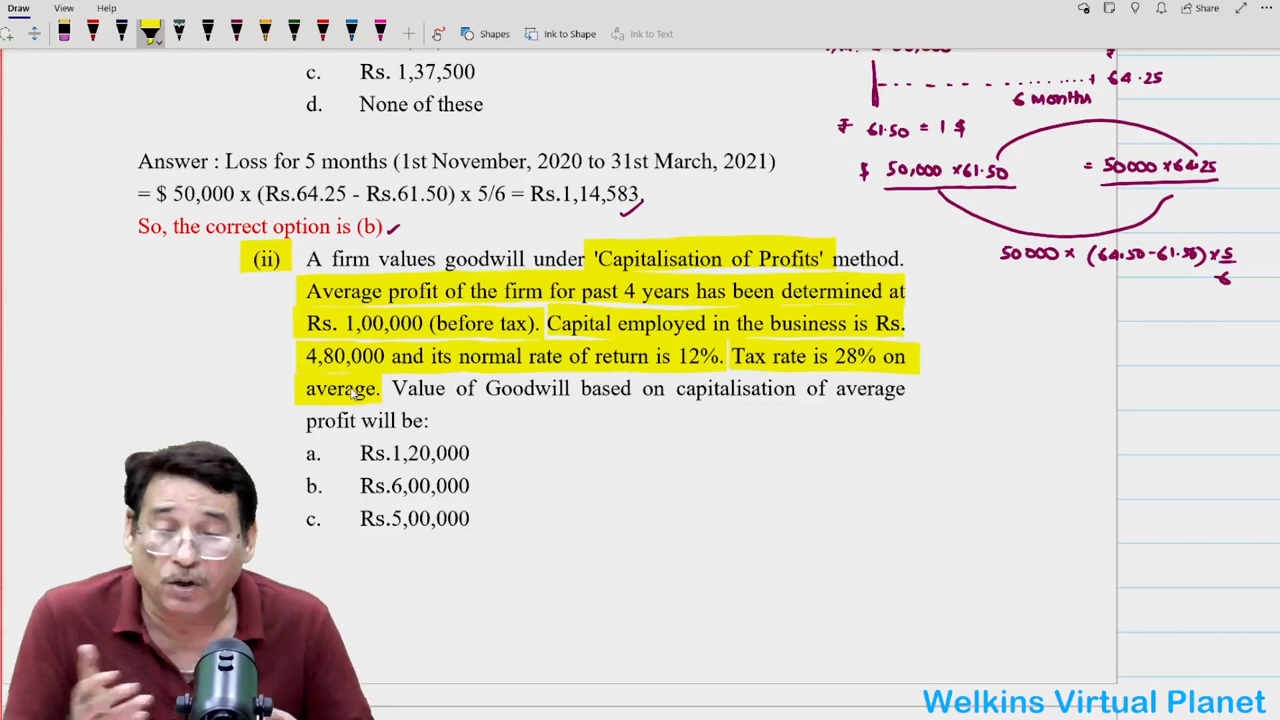 Draw View Help
Shapes Ink to Shape Ink to Text Share
c. Rs. 1,37,500
d. None of these
64.25
6 months
₹ 61.50 = 1 $
$ 50,000 x 61.50 = 50000 x 64.25
Answer : Loss for 5 months (1st November, 2020 to 31st March, 2021)
= $ 50,000 x (Rs.64.25 - Rs.61.50) x 5/6 = Rs.1,14,583.
So, the correct option is (b)
50000 x (64.50-61.50) x 5/6
(ii) A firm values goodwill under 'Capitalisation of Profits' method.
Average profit of the firm for past 4 years has been determined at
Rs. 1,00,000 (before tax). Capital employed in the business is Rs.
4,80,000 and its normal rate of return is 12%. Tax rate is 28% on
average. Value of Goodwill based on capitalisation of average
profit will be:
a. Rs.1,20,000
b. Rs.6,00,000
c. Rs.5,00,000
Welkins Virtual Planet